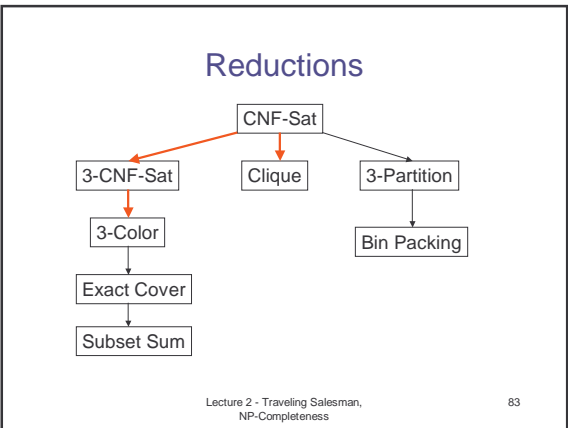 Reductions
CNF-Sat
3-CNF-Sat
Clique
3-Partition
3-Color
Bin Packing
Exact Cover
Subset Sum
Lecture 2 - Traveling Salesman,
NP-Completeness
83